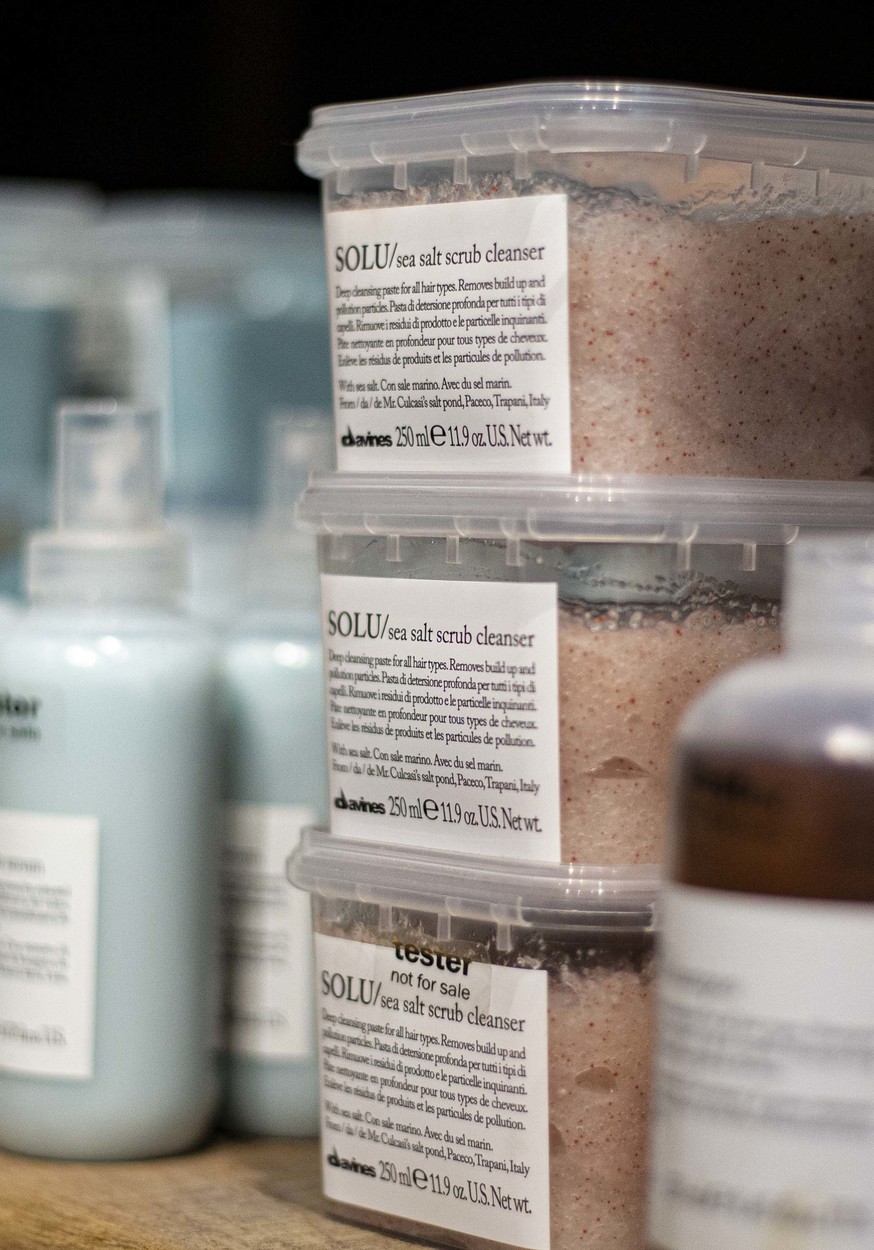 SOLU/sea salt scrub cleanser
Deep cleansing paste for all hair types. Removes build up and
pollution particles. Pasta di detersione profonda per tutti i tipi di
capelli. Rimuove i residui di prodotto e le particelle inquinanti.
Pâte nettoyante en profondeur pour tous types de cheveux.
Enlève les résidus de produits et les particules de pollution.
With sea salt. Con sale marino. Avec du sel marin.
From / da / de Mr. Culcasi's salt pond, Paceco, Trapani, Italy
davines 250 ml ℮ 11.9 oz. U.S. Net wt.
SOLU/sea salt scrub cleanser
Deep cleansing paste for all hair types. Removes build up and
pollution particles. Pasta di detersione profonda per tutti i tipi di
capelli. Rimuove i residui di prodotto e le particelle inquinanti.
Pâte nettoyante en profondeur pour tous types de cheveux.
Enlève les résidus de produits et les particules de pollution.
With sea salt. Con sale marino. Avec du sel marin.
From / da / de Mr. Culcasi's salt pond, Paceco, Trapani, Italy
davines 250 ml ℮ 11.9 oz. U.S. Net wt.
tester
not for sale
SOLU/sea salt scrub cleanser
Deep cleansing paste for all hair types. Removes build up and
pollution particles. Pasta di detersione profonda per tutti i tipi di
capelli. Rimuove i residui di prodotto e le particelle inquinanti.
Pâte nettoyante en profondeur pour tous types de cheveux.
Enlève les résidus de produits et les particules de pollution.
With sea salt. Con sale marino. Avec du sel marin.
From / da / de Mr. Culcasi's salt pond, Paceco, Trapani, Italy
davines 250 ml ℮ 11.9 oz. U.S. Net wt.